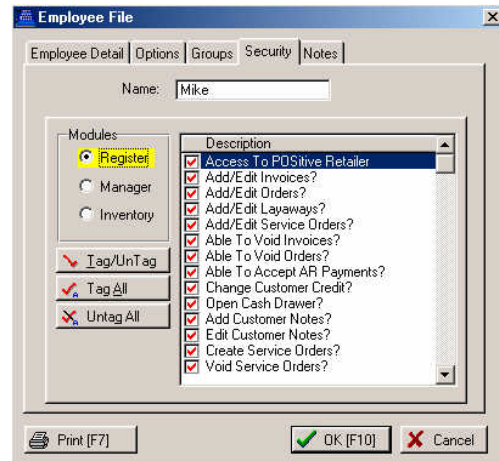 Employee File
Employee Detail Options Groups Security Notes
Name: Mike
Modules
Register
Manager
Inventory
Tag/UnTag
Tag All
Untag All
Description
Access To POSitive Retailer
Add/Edit Invoices?
Add/Edit Orders?
Add/Edit Layaways?
Add/Edit Service Orders?
Able To Void Invoices?
Able To Void Orders?
Able To Accept AR Payments?
Change Customer Credit?
Open Cash Drawer?
Add Customer Notes?
Edit Customer Notes?
Create Service Orders?
Void Service Orders?
Print [F7] OK [F10] Cancel